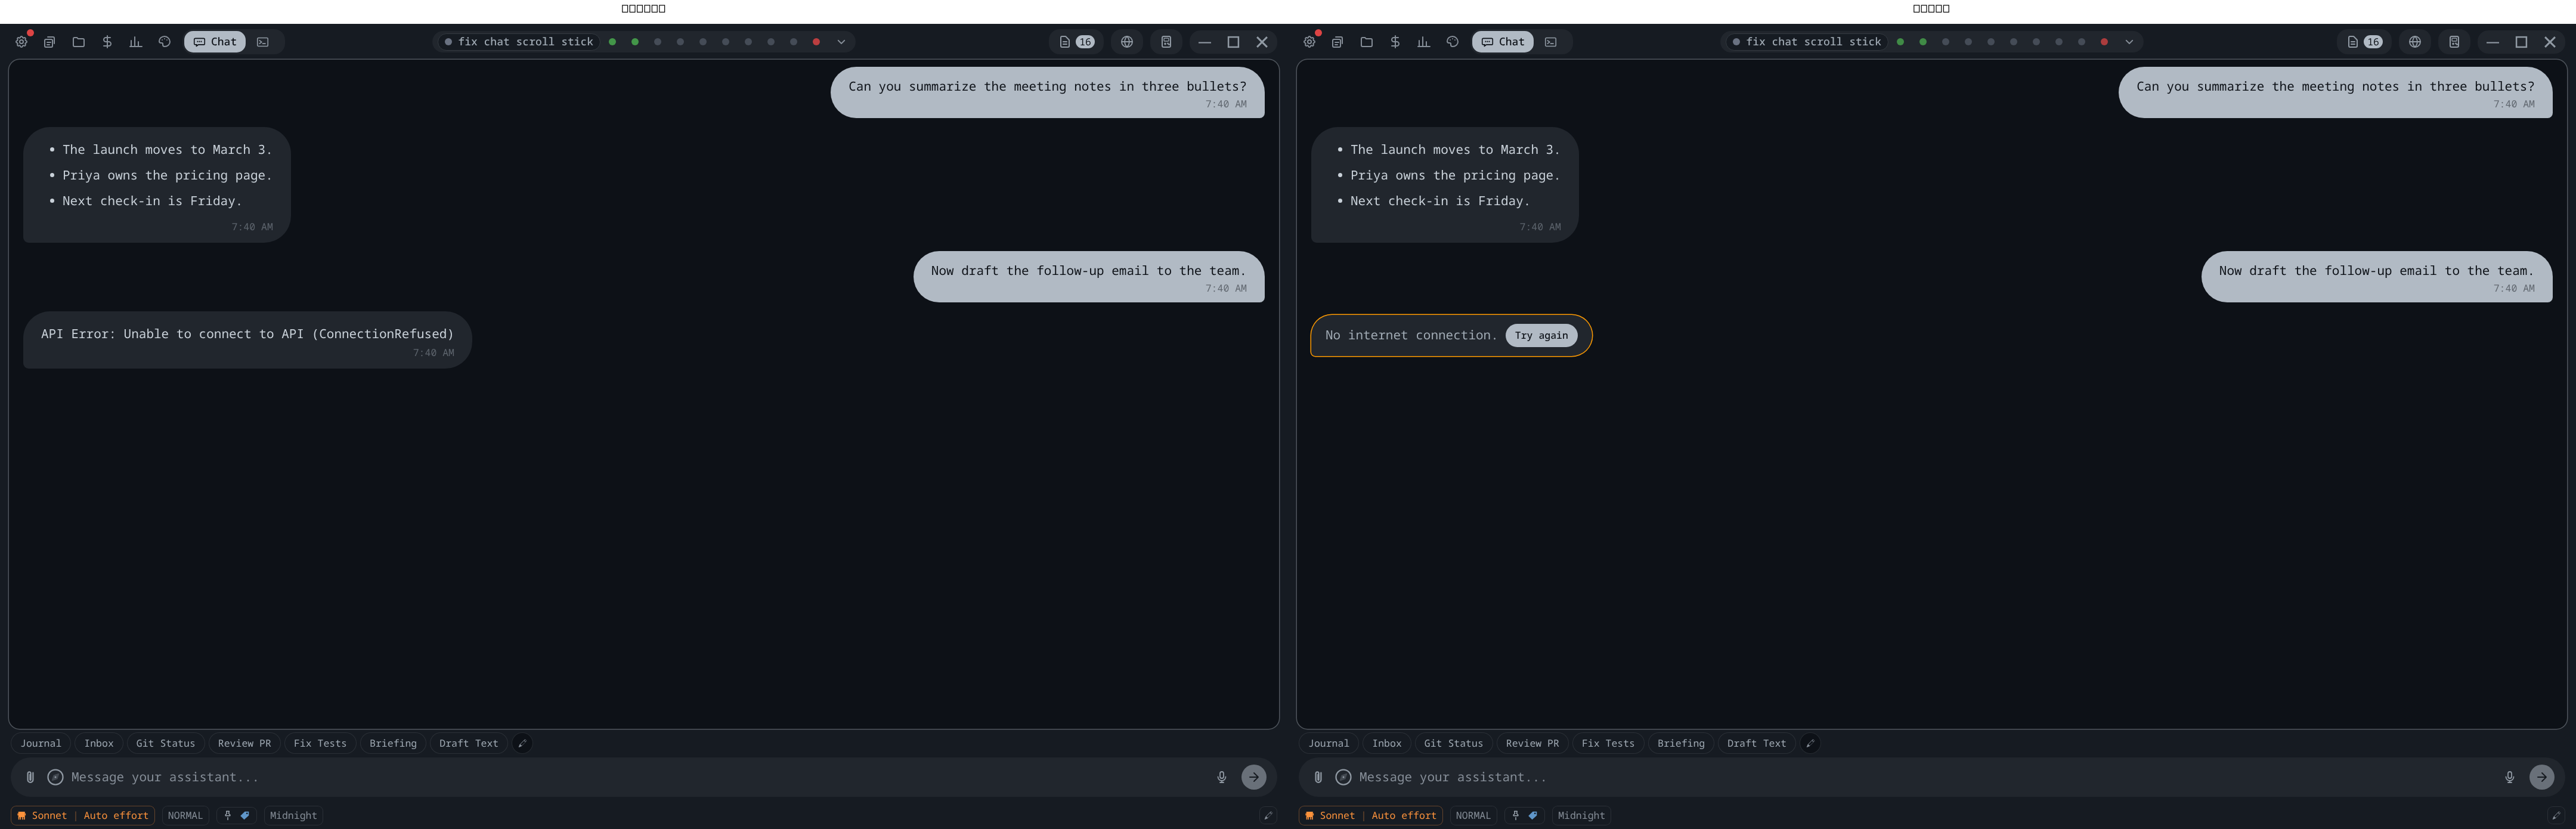 Chat
fix chat scroll stick
16
Can you summarize the meeting notes in three bullets?
7:40 AM
• The launch moves to March 3.
• Priya owns the pricing page.
• Next check-in is Friday.
7:40 AM
Now draft the follow-up email to the team.
7:40 AM
API Error: Unable to connect to API (ConnectionRefused)
7:40 AM
Journal Inbox Git Status Review PR Fix Tests Briefing Draft Text
Message your assistant...
Sonnet | Auto effort NORMAL Midnight
Chat
fix chat scroll stick
16
Can you summarize the meeting notes in three bullets?
7:40 AM
• The launch moves to March 3.
• Priya owns the pricing page.
• Next check-in is Friday.
7:40 AM
Now draft the follow-up email to the team.
7:40 AM
No internet connection. Try again
Journal Inbox Git Status Review PR Fix Tests Briefing Draft Text
Message your assistant...
Sonnet | Auto effort NORMAL Midnight